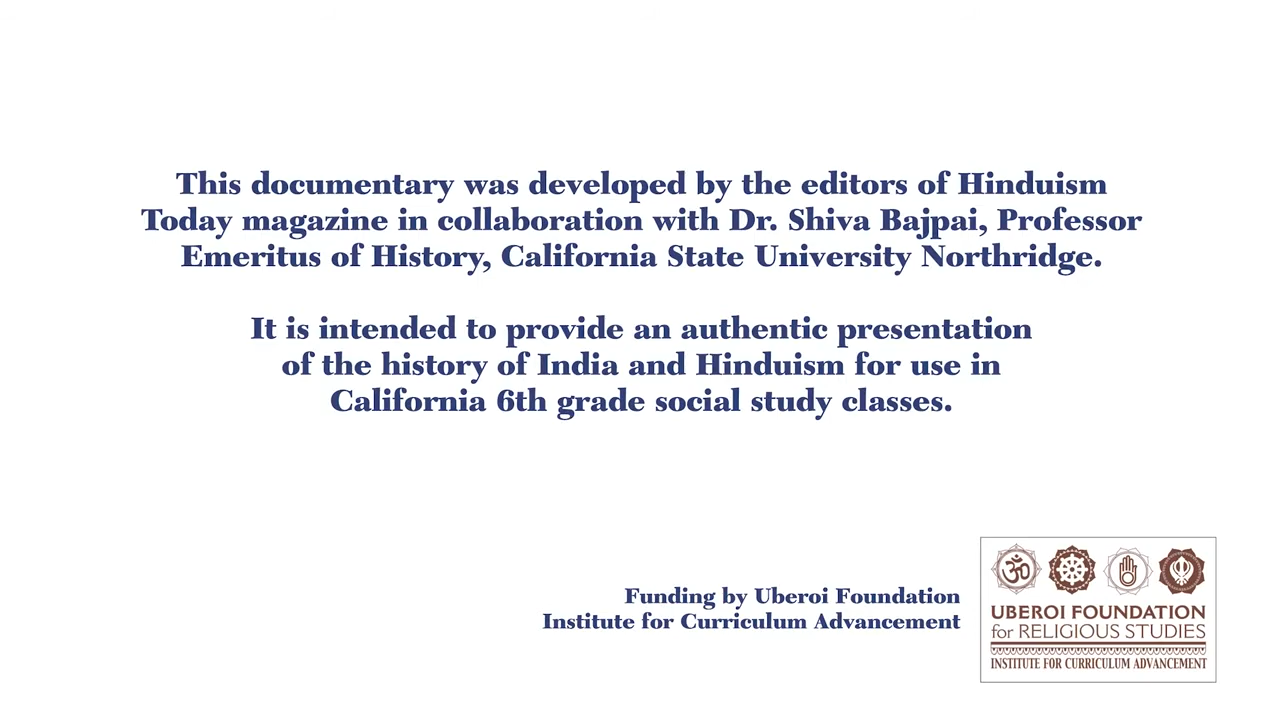 This documentary was developed by the editors of Hinduism
Today magazine in collaboration with Dr. Shiva Bajpai, Professor
Emeritus of History, California State University Northridge.
It is intended to provide an authentic presentation
of the history of India and Hinduism for use in
California 6th grade social study classes.
Funding by Uberoi Foundation
Institute for Curriculum Advancement
ॐ
UBEROI FOUNDATION
for RELIGIOUS STUDIES
INSTITUTE FOR CURRICULUM ADVANCEMENT